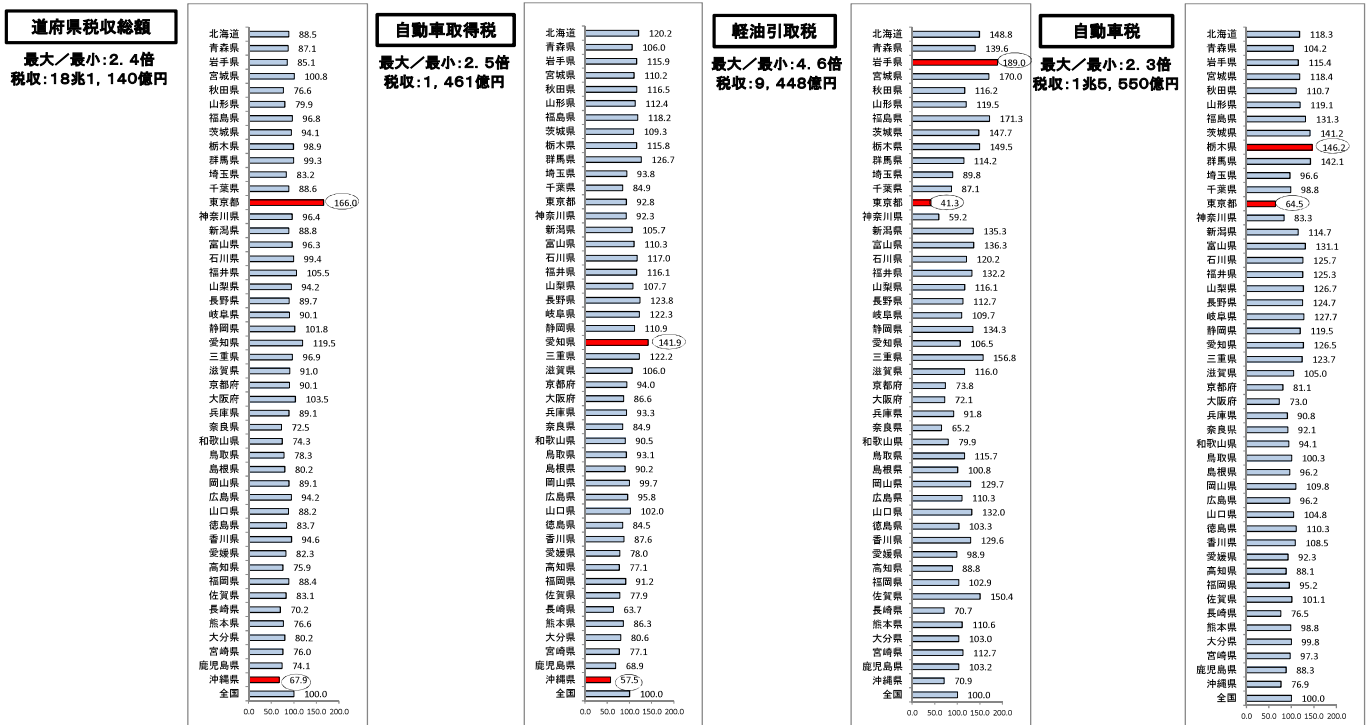 道府県税収総額
最大／最小:2. 4倍
税収:18兆1, 140億円
北海道 88.5
青森県 87.1
岩手県 85.1
宮城県 100.8
秋田県 76.6
山形県 79.9
福島県 96.8
茨城県 94.1
栃木県 98.9
群馬県 99.3
埼玉県 83.2
千葉県 88.6
東京都 166.0
神奈川県 96.4
新潟県 88.8
富山県 96.3
石川県 99.4
福井県 105.5
山梨県 94.2
長野県 89.7
岐阜県 90.1
静岡県 101.8
愛知県 119.5
三重県 96.9
滋賀県 91.0
京都府 90.1
大阪府 103.5
兵庫県 89.1
奈良県 72.5
和歌山県 74.3
鳥取県 78.3
島根県 80.2
岡山県 89.1
広島県 94.2
山口県 88.2
徳島県 83.7
香川県 94.6
愛媛県 82.3
高知県 75.9
福岡県 88.4
佐賀県 83.1
長崎県 70.2
熊本県 76.6
大分県 80.2
宮崎県 76.0
鹿児島県 74.1
沖縄県 67.9
全国 100.0
0.0 50.0 100.0 150.0 200.0
自動車取得税
最大／最小:2. 5倍
税収:1, 461億円
北海道 120.2
青森県 106.0
岩手県 115.9
宮城県 110.2
秋田県 116.5
山形県 112.4
福島県 118.2
茨城県 109.3
栃木県 115.8
群馬県 126.7
埼玉県 93.8
千葉県 84.9
東京都 92.8
神奈川県 92.3
新潟県 105.7
富山県 110.3
石川県 117.0
福井県 116.1
山梨県 107.7
長野県 123.8
岐阜県 122.3
静岡県 110.9
愛知県 141.9
三重県 122.2
滋賀県 106.0
京都府 94.0
大阪府 86.6
兵庫県 93.3
奈良県 84.9
和歌山県 90.5
鳥取県 93.1
島根県 90.2
岡山県 99.7
広島県 95.8
山口県 102.0
徳島県 84.5
香川県 87.6
愛媛県 78.0
高知県 77.1
福岡県 91.2
佐賀県 77.9
長崎県 63.7
熊本県 86.3
大分県 80.6
宮崎県 77.1
鹿児島県 68.9
沖縄県 57.5
全国 100.0
0.0 50.0 100.0 150.0 200.0
軽油引取税
最大／最小:4. 6倍
税収:9, 448億円
北海道 148.8
青森県 139.6
岩手県 189.0
宮城県 170.0
秋田県 116.2
山形県 119.5
福島県 171.3
茨城県 147.7
栃木県 149.5
群馬県 114.2
埼玉県 89.8
千葉県 87.1
東京都 41.3
神奈川県 59.2
新潟県 135.3
富山県 136.3
石川県 120.2
福井県 132.2
山梨県 116.1
長野県 112.7
岐阜県 109.7
静岡県 134.3
愛知県 106.5
三重県 156.8
滋賀県 116.0
京都府 73.8
大阪府 72.1
兵庫県 91.8
奈良県 65.2
和歌山県 79.9
鳥取県 115.7
島根県 100.8
岡山県 129.7
広島県 110.3
山口県 132.0
徳島県 103.3
香川県 129.6
愛媛県 98.9
高知県 88.8
福岡県 102.9
佐賀県 150.4
長崎県 70.7
熊本県 110.6
大分県 103.0
宮崎県 112.7
鹿児島県 103.2
沖縄県 70.9
全国 100.0
0.0 50.0 100.0 150.0 200.0
自動車税
最大／最小:2. 3倍
税収:1兆5, 550億円
北海道 118.3
青森県 104.2
岩手県 115.4
宮城県 118.4
秋田県 110.7
山形県 119.1
福島県 131.3
茨城県 141.2
栃木県 146.2
群馬県 142.1
埼玉県 96.6
千葉県 98.8
東京都 64.5
神奈川県 83.3
新潟県 114.7
富山県 131.1
石川県 125.7
福井県 125.3
山梨県 126.7
長野県 124.7
岐阜県 127.7
静岡県 119.5
愛知県 126.5
三重県 123.7
滋賀県 105.0
京都府 81.1
大阪府 73.0
兵庫県 90.8
奈良県 92.1
和歌山県 94.1
鳥取県 100.3
島根県 96.2
岡山県 109.8
広島県 96.2
山口県 104.8
徳島県 110.3
香川県 108.5
愛媛県 92.3
高知県 88.1
福岡県 95.2
佐賀県 101.1
長崎県 76.5
熊本県 98.8
大分県 99.8
宮崎県 97.3
鹿児島県 88.3
沖縄県 76.9
全国 100.0
0.0 50.0 100.0 150.0 200.0